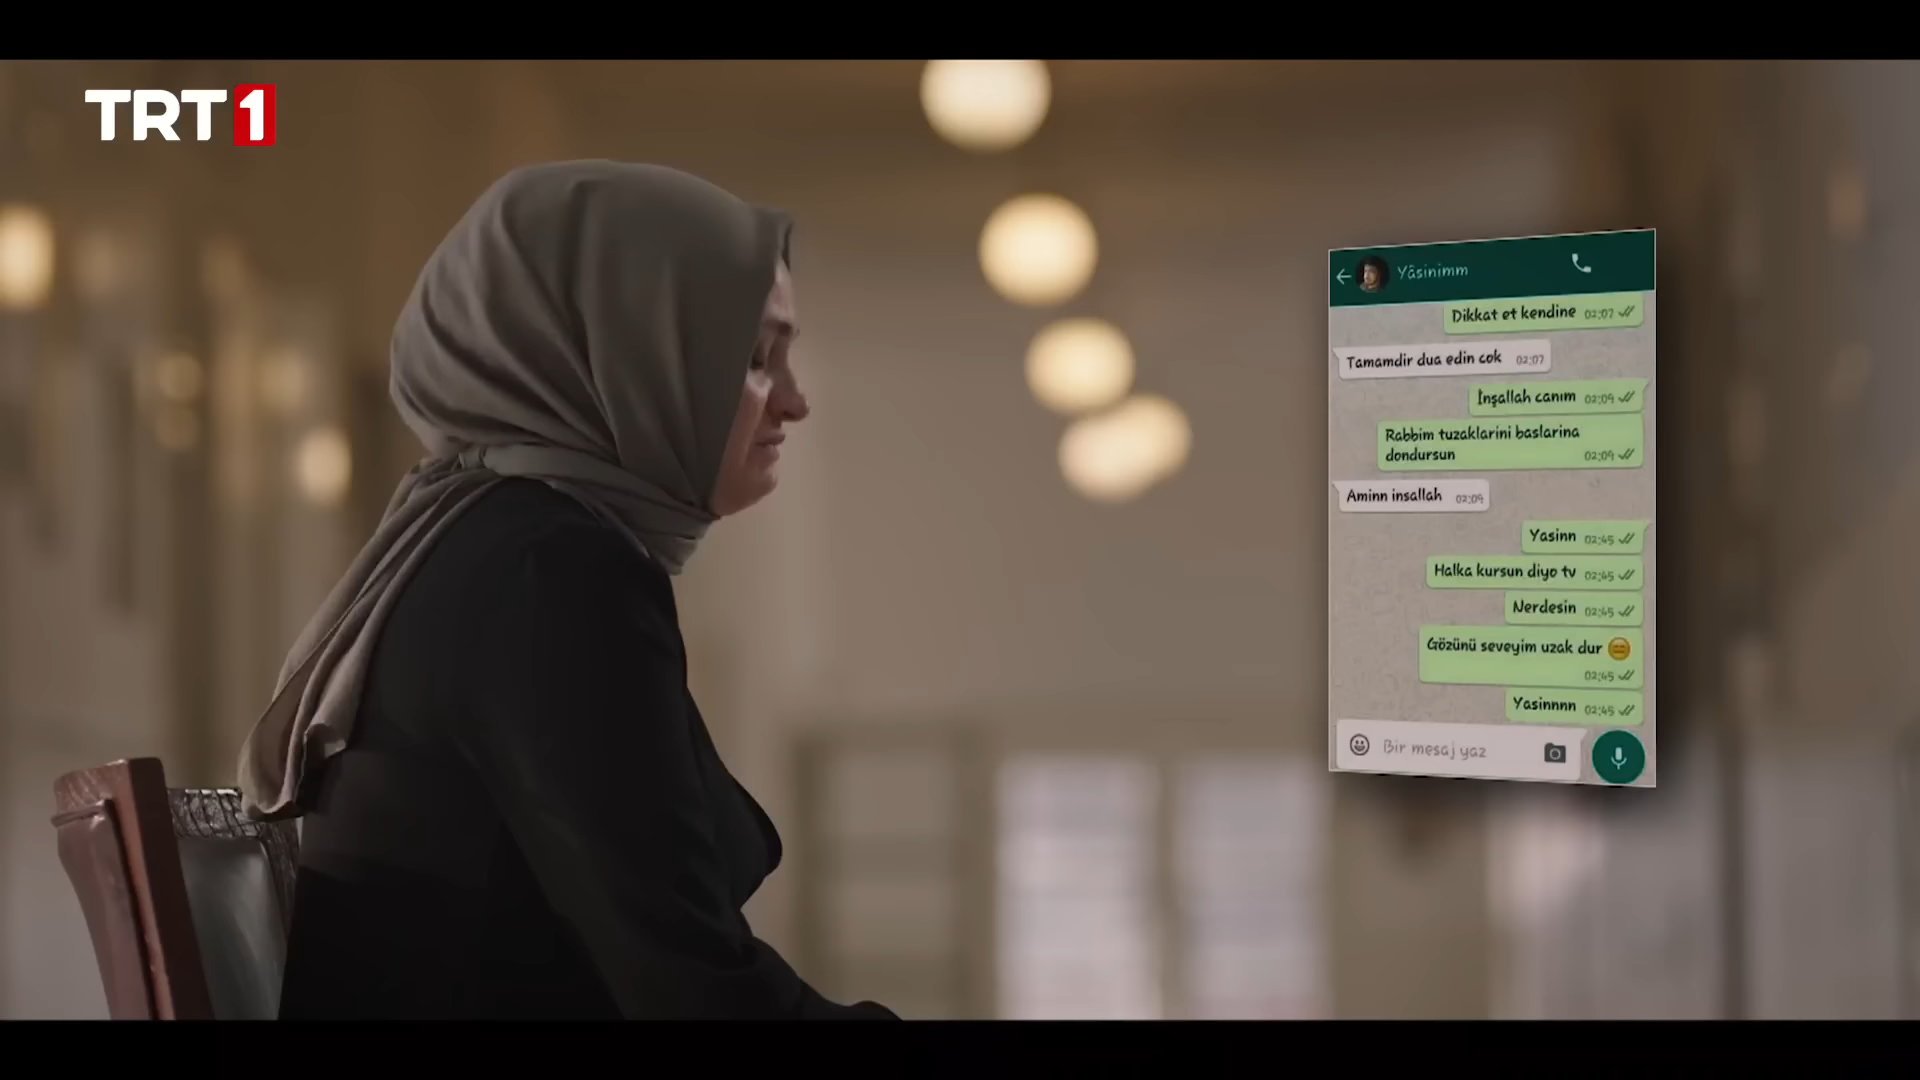 TRT 1
Yâsinimm
Dikkat et kendine 02:07
Tamamdir dua edin cok 02:07
İnşallah canım 02:09
Rabbim tuzaklarini baslarina
dondursun 02:09
Aminn insallah 02:09
Yasinn 02:45
Halka kursun diyo tv 02:45
Nerdesin 02:45
Gözünü seveyim uzak dur
02:45
Yasinnnn 02:45
Bir mesaj yaz